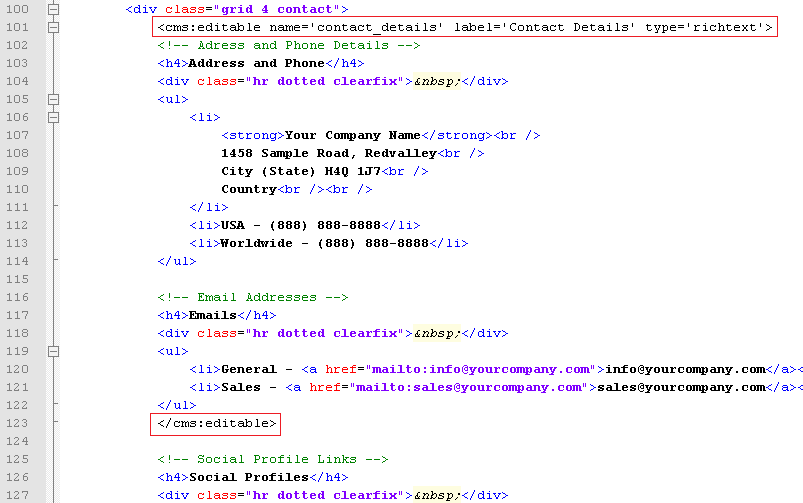 100 <div class="grid_4 contact">
101 <cms:editable name='contact_details' label='Contact Details' type='richtext'>
102 <!-- Adress and Phone Details -->
103 <h4>Address and Phone</h4>
104 <div class="hr dotted clearfix">&nbsp;</div>
105 <ul>
106 <li>
107 <strong>Your Company Name</strong><br />
108 1458 Sample Road, Redvalley<br />
109 City (State) H4Q 1J7<br />
110 Country<br /><br />
111 </li>
112 <li>USA - (888) 888-8888</li>
113 <li>Worldwide - (888) 888-8888</li>
114 </ul>
115
116 <!-- Email Addresses -->
117 <h4>Emails</h4>
118 <div class="hr dotted clearfix">&nbsp;</div>
119 <ul>
120 <li>General - <a href="mailto:info@yourcompany.com">info@yourcompany.com</a><
121 <li>Sales - <a href="mailto:sales@yourcompany.com">sales@yourcompany.com</a><
122 </ul>
123 </cms:editable>
124
125 <!-- Social Profile Links -->
126 <h4>Social Profiles</h4>
127 <div class="hr dotted clearfix">&nbsp;</div>